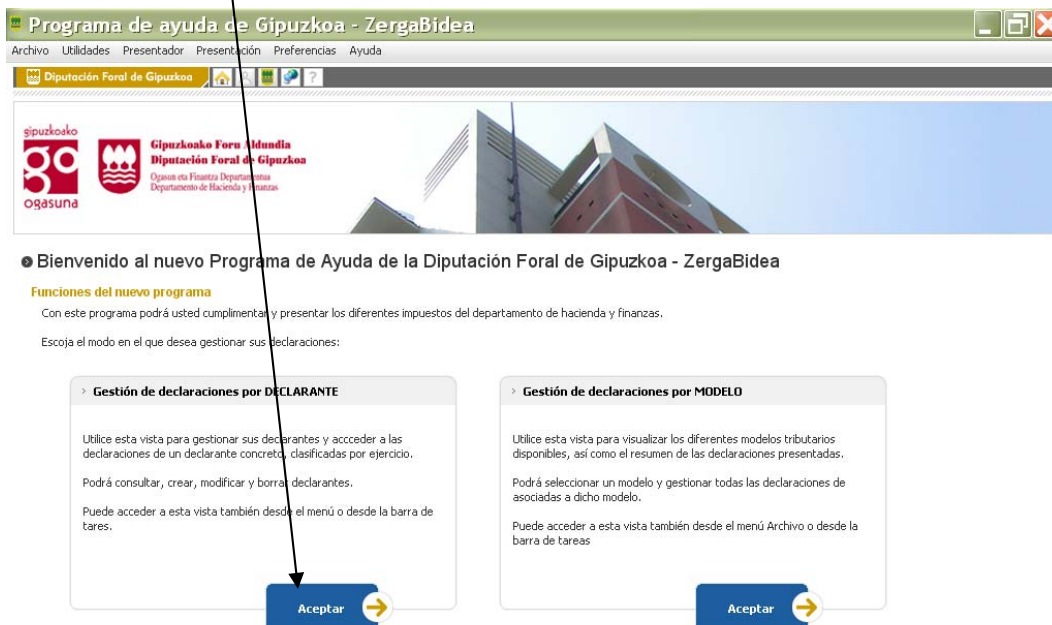 Programa de ayuda de Gipuzkoa - ZergaBidea
Archivo Utilidades Presentador Presentación Preferencias Ayuda
Diputación Foral de Gipuzkoa
?
gipuzkoako
go
ogasuna
Gipuzkoako Foru Aldundia
Diputación Foral de Gipuzkoa
Ogasun eta Finantza Departamentua
Departamento de Hacienda y Finanzas
Bienvenido al nuevo Programa de Ayuda de la Diputación Foral de Gipuzkoa - ZergaBidea
Funciones del nuevo programa
Con este programa podrá usted cumplimentar y presentar los diferentes impuestos del departamento de hacienda y finanzas.
Escoja el modo en el que desea gestionar sus declaraciones:
> Gestión de declaraciones por DECLARANTE
Utilice esta vista para gestionar sus declarantes y accceder a las
declaraciones de un declarante concreto, clasificadas por ejercicio.
Podrá consultar, crear, modificar y borrar declarantes.
Puede acceder a esta vista también desde el menú o desde la barra de
tares.
Aceptar
> Gestión de declaraciones por MODELO
Utilice esta vista para visualizar los diferentes modelos tributarios
disponibles, así como el resumen de las declaraciones presentadas.
Podrá seleccionar un modelo y gestionar todas las declaraciones de
asociadas a dicho modelo.
Puede acceder a esta vista también desde el menú Archivo o desde la
barra de tareas
Aceptar